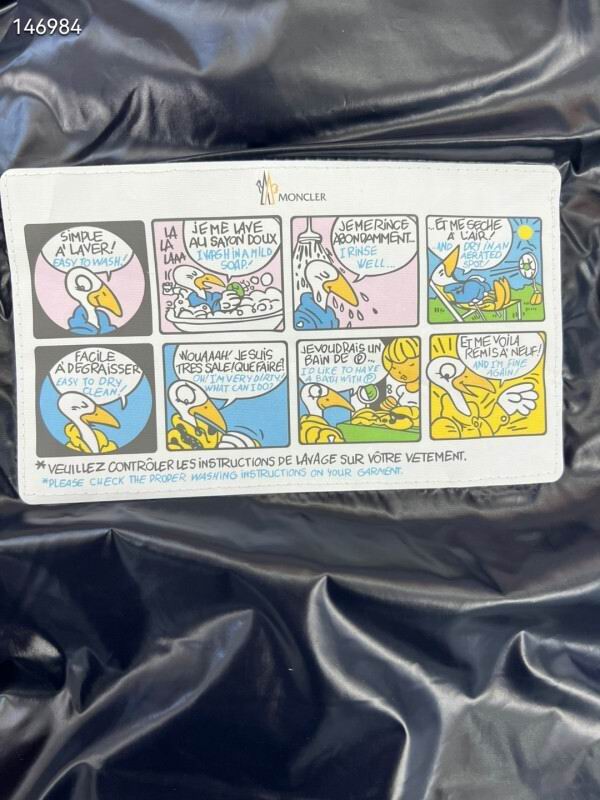 146984
MONCLER
SIMPLE
A' LAVER!
EASY TO WASH!
LA
LA
LAAA
JE ME LAVE
AU SAYON DOUX
I WASH IN A MILD
SOAP!
JE ME RINCE
ABONDAMMENT...
I RINSE
WELL...
...ET ME SECHE
A' L'AIR!
AND I DRY IN AN
AERATED
SPOT!
FACILE
A' DEGRAISSER
EASY TO DRY
CLEAN!
WOUAAAH! JE SUIS
TRES SALE! QUE FAIRE?
OH! I'M VERY DIRTY!
WHAT CAN I DO?
JE VOUDRAIS UN
BAIN DE Ⓟ...
I'D LIKE TO HAVE
A BATH WITH Ⓟ
ET ME VOILA
REMIS A' NEUF!
AND I'M FINE
AGAIN!
* VEUILLEZ CONTRÔLER LES INSTRUCTIONS DE LAVAGE SUR VÔTRE VETEMENT.
*PLEASE CHECK THE PROPER WASHING INSTRUCTIONS ON YOUR GARMENT.